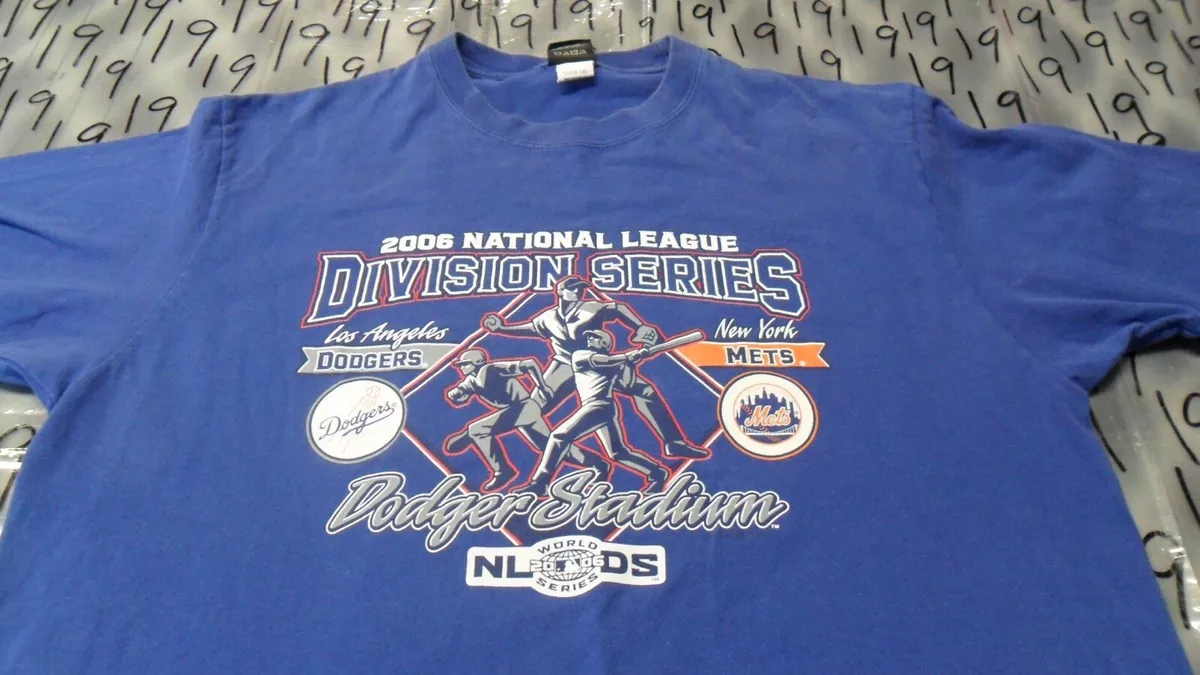 2006 NATIONAL LEAGUE
DIVISION SERIES
Los Angeles
DODGERS
New York
METS
Dodgers
Mets
Dodger Stadium
NL DS
WORLD
2006
SERIES